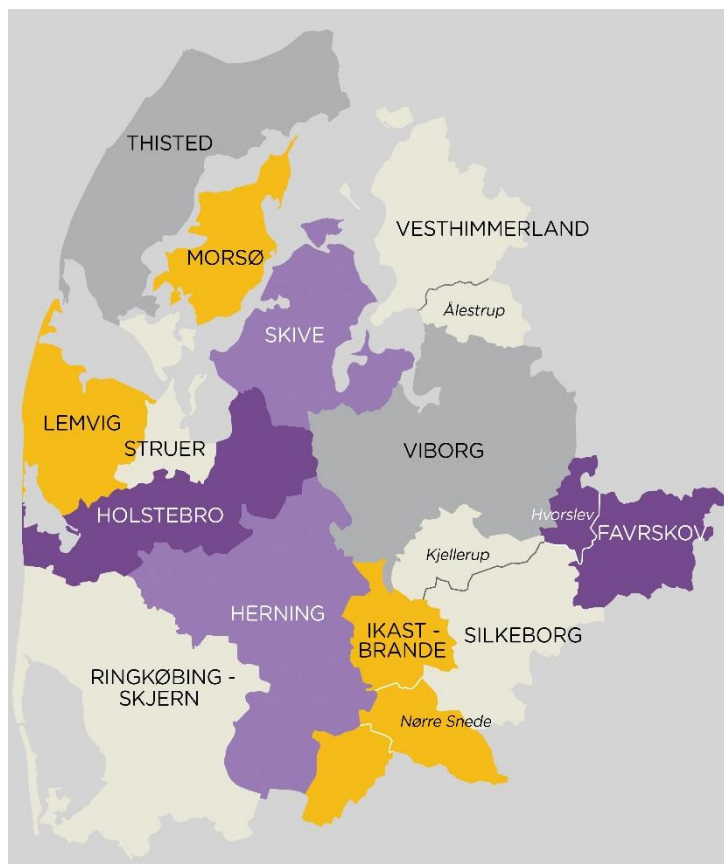 THISTED
MORSØ
VESTHIMMERLAND
Ålestrup
SKIVE
LEMVIG
STRUER
VIBORG
HOLSTEBRO
Hvorslev
FAVRSKOV
Kjellerup
HERNING
IKAST -
BRANDE
SILKEBORG
RINGKØBING -
SKJERN
Nørre Snede